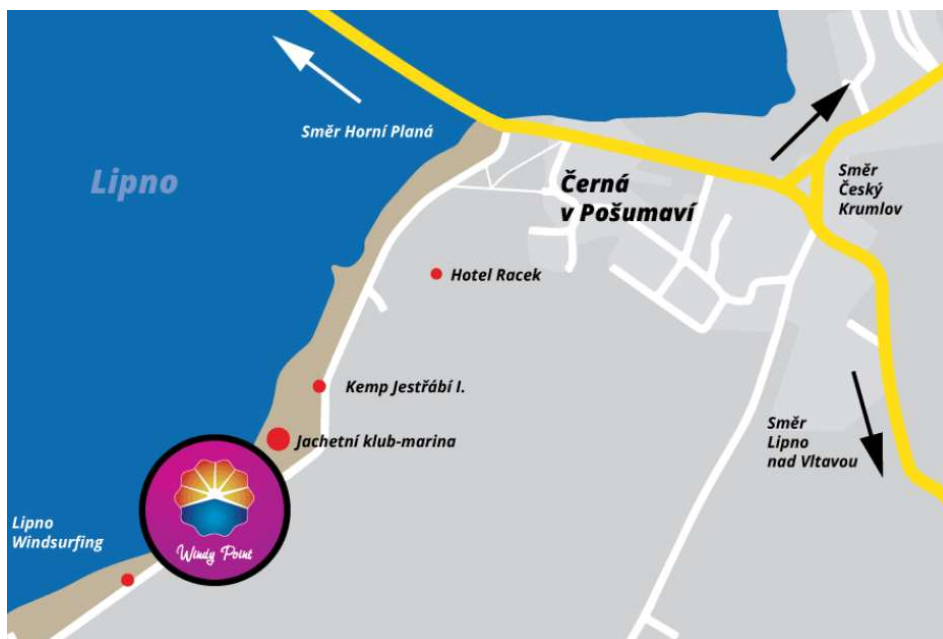 Směr Horní Planá
Lipno
Černá
v Pošumaví
Směr
Český
Krumlov
Hotel Racek
Kemp Jestřábí I.
Jachetní klub-marina
Směr
Lipno
nad Vltavou
Lipno
Windsurfing
Windy Point